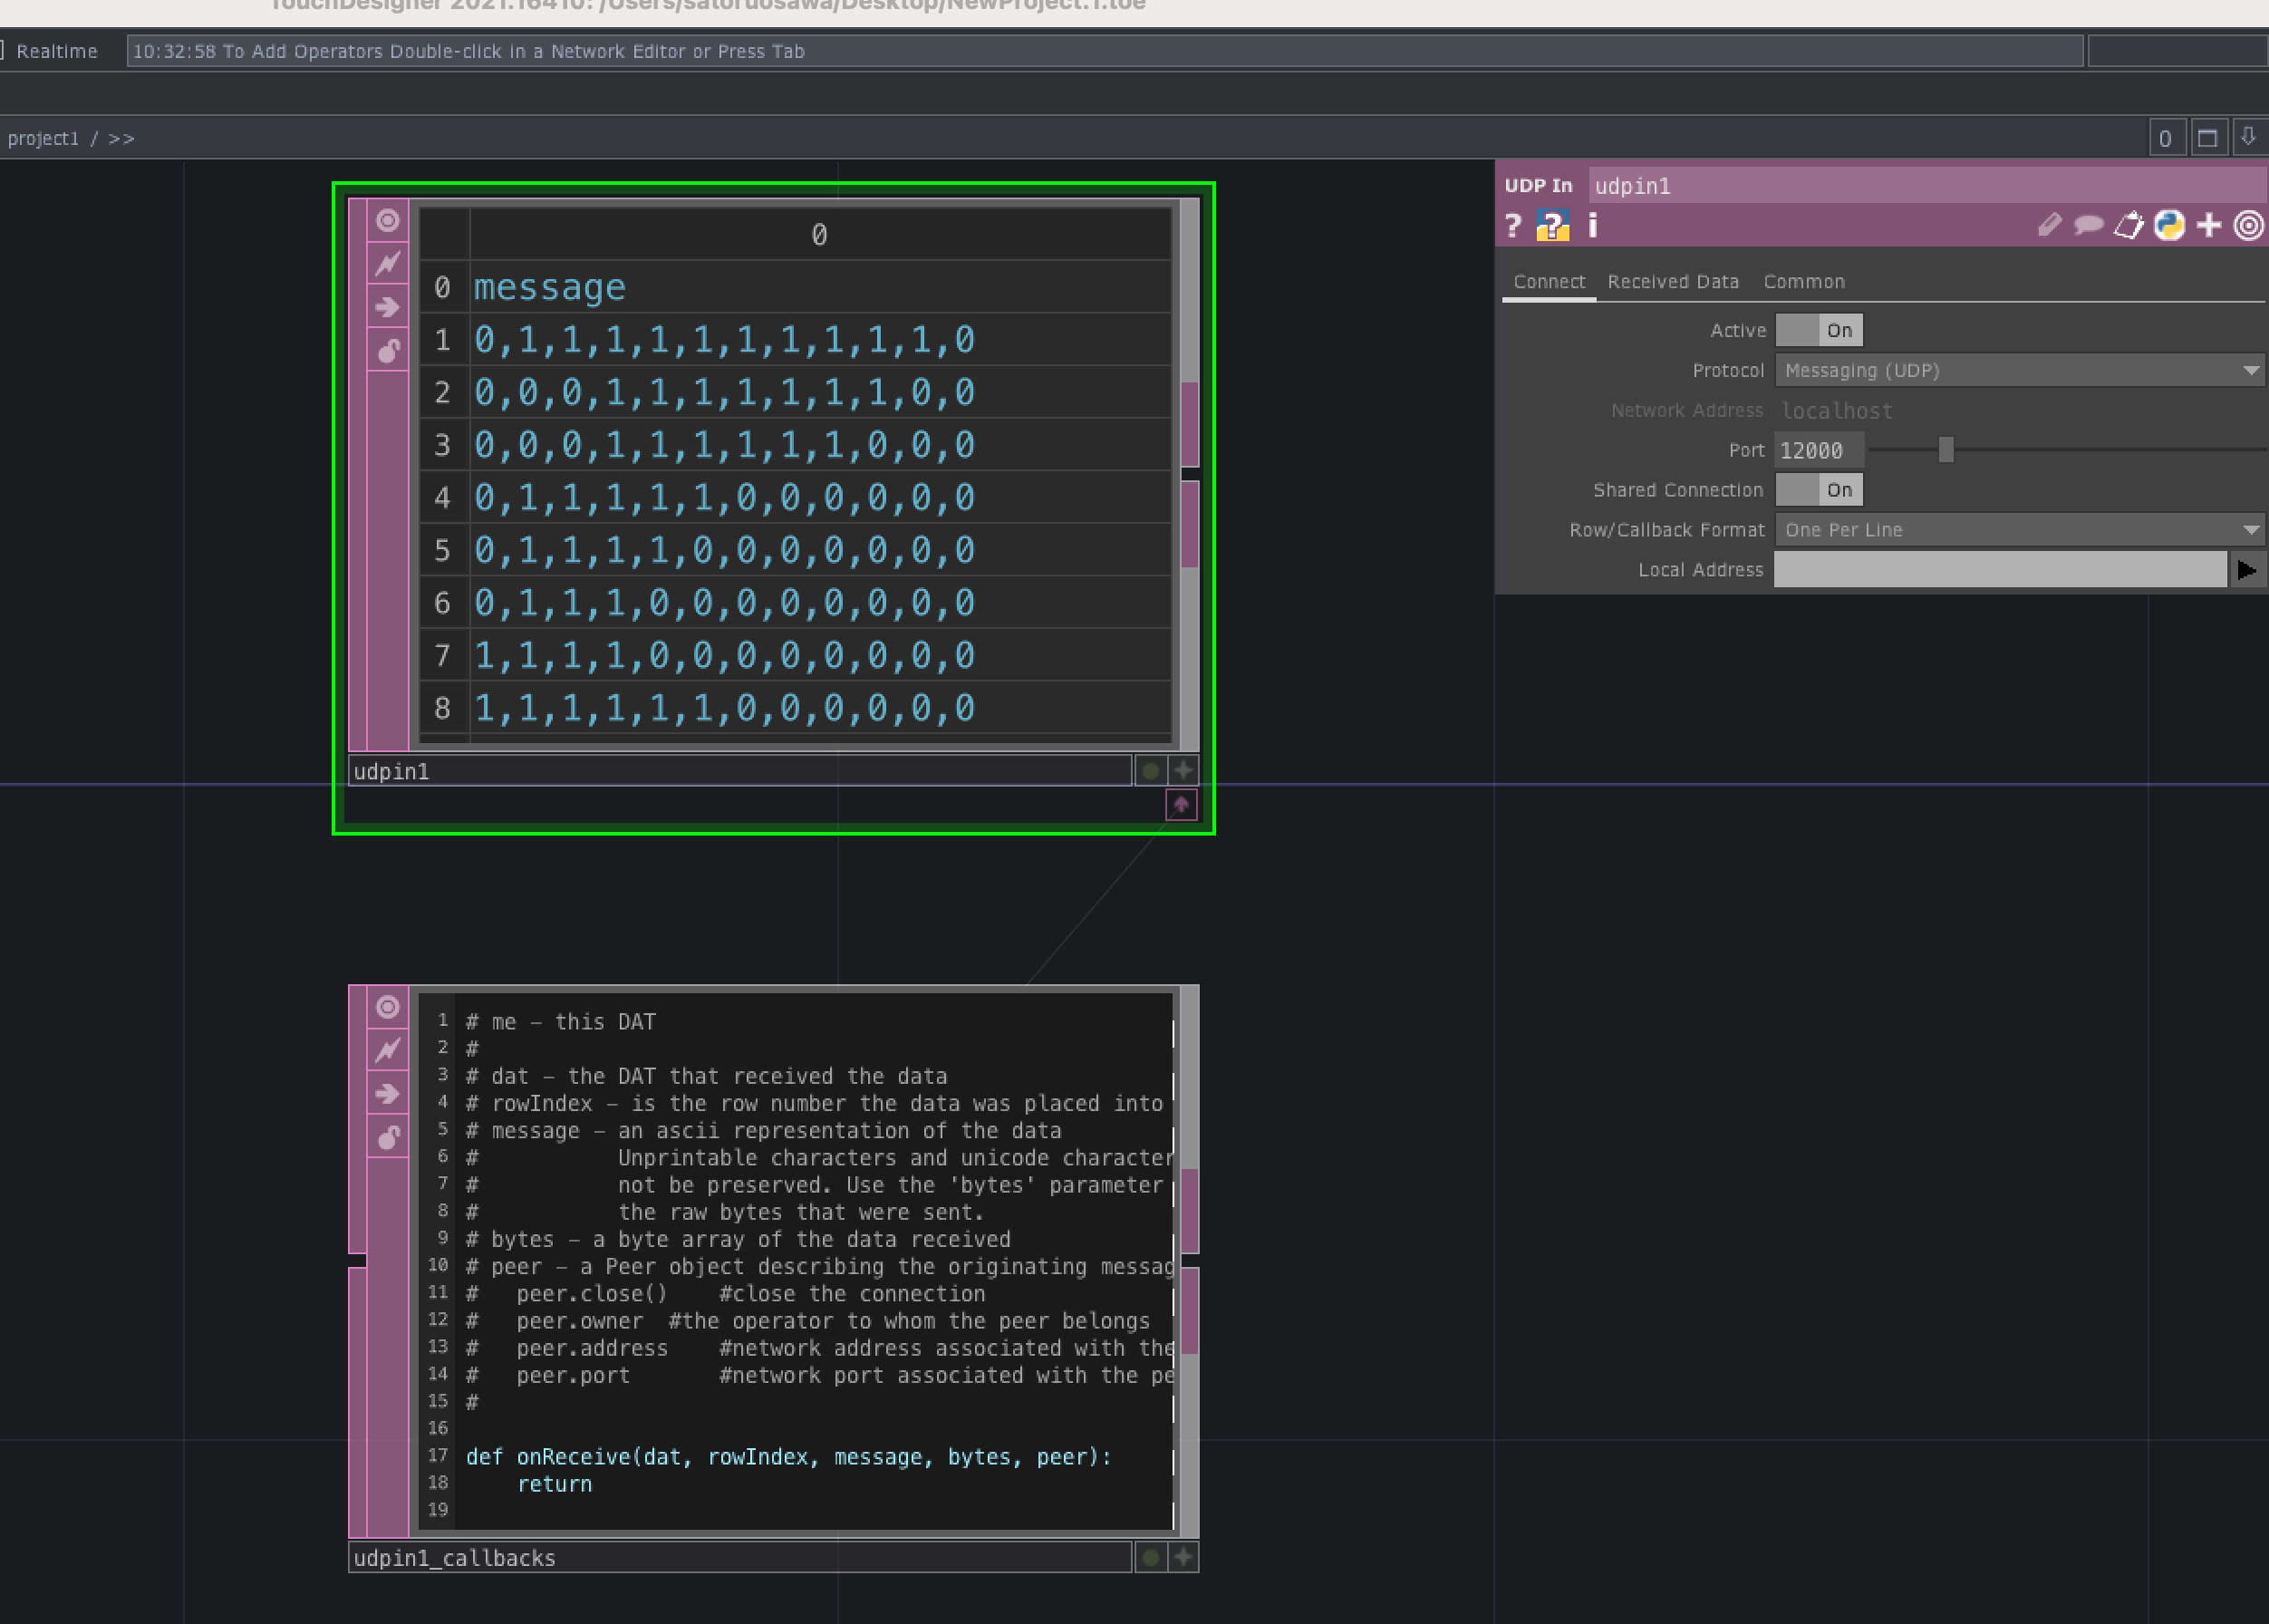 TouchDesigner 2021.16410: /Users/satoruosawa/Desktop/NewProject.1.toe
Realtime
10:32:58 To Add Operators Double-click in a Network Editor or Press Tab
project1 / >>
0
0
0 message
1 0,1,1,1,1,1,1,1,1,1,1,0
2 0,0,0,1,1,1,1,1,1,1,0,0
3 0,0,0,1,1,1,1,1,1,0,0,0
4 0,1,1,1,1,1,0,0,0,0,0,0
5 0,1,1,1,1,0,0,0,0,0,0,0
6 0,1,1,1,0,0,0,0,0,0,0,0
7 1,1,1,1,0,0,0,0,0,0,0,0
8 1,1,1,1,1,1,0,0,0,0,0,0
udpin1
UDP In udpin1
? ? i
Connect Received Data Common
Active On
Protocol Messaging (UDP)
Network Address localhost
Port 12000
Shared Connection On
Row/Callback Format One Per Line
Local Address
1 # me – this DAT
2 #
3 # dat – the DAT that received the data
4 # rowIndex – is the row number the data was placed into
5 # message – an ascii representation of the data
6 # Unprintable characters and unicode character
7 # not be preserved. Use the 'bytes' parameter
8 # the raw bytes that were sent.
9 # bytes – a byte array of the data received
10 # peer – a Peer object describing the originating messag
11 # peer.close() #close the connection
12 # peer.owner #the operator to whom the peer belongs
13 # peer.address #network address associated with the
14 # peer.port #network port associated with the pe
15 #
16
17 def onReceive(dat, rowIndex, message, bytes, peer):
18 return
19
udpin1_callbacks